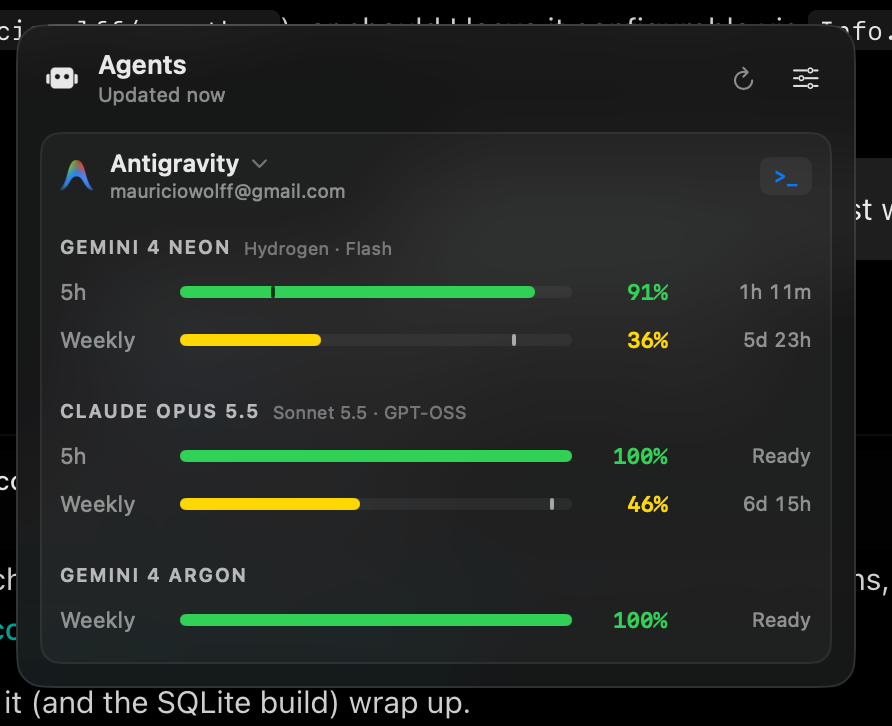 Agents
Updated now
Antigravity
mauriciowolff@gmail.com
>_
GEMINI 4 NEON Hydrogen · Flash
5h 91% 1h 11m
Weekly 36% 5d 23h
CLAUDE OPUS 5.5 Sonnet 5.5 · GPT-OSS
5h 100% Ready
Weekly 46% 6d 15h
GEMINI 4 ARGON
Weekly 100% Ready
it (and the SQLite build) wrap up.